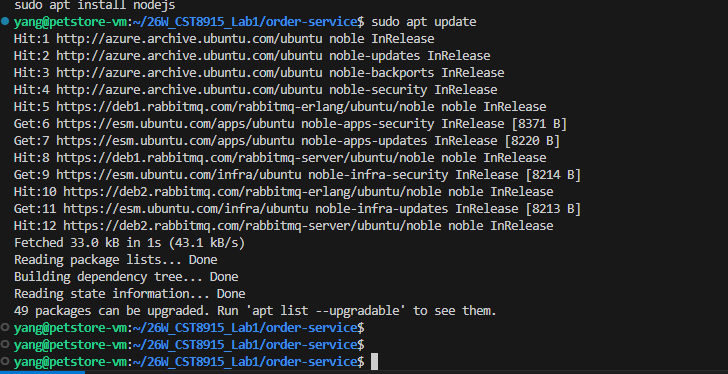 sudo apt install nodejs
yang@petstore-vm:~/26W_CST8915_Lab1/order-service$ sudo apt update
Hit:1 http://azure.archive.ubuntu.com/ubuntu noble InRelease
Hit:2 http://azure.archive.ubuntu.com/ubuntu noble-updates InRelease
Hit:3 http://azure.archive.ubuntu.com/ubuntu noble-backports InRelease
Hit:4 http://azure.archive.ubuntu.com/ubuntu noble-security InRelease
Hit:5 https://deb1.rabbitmq.com/rabbitmq-erlang/ubuntu/noble noble InRelease
Get:6 https://esm.ubuntu.com/apps/ubuntu noble-apps-security InRelease [8371 B]
Get:7 https://esm.ubuntu.com/apps/ubuntu noble-apps-updates InRelease [8220 B]
Hit:8 https://deb1.rabbitmq.com/rabbitmq-server/ubuntu/noble noble InRelease
Get:9 https://esm.ubuntu.com/infra/ubuntu noble-infra-security InRelease [8214 B]
Hit:10 https://deb2.rabbitmq.com/rabbitmq-erlang/ubuntu/noble noble InRelease
Get:11 https://esm.ubuntu.com/infra/ubuntu noble-infra-updates InRelease [8213 B]
Hit:12 https://deb2.rabbitmq.com/rabbitmq-server/ubuntu/noble noble InRelease
Fetched 33.0 kB in 1s (43.1 kB/s)
Reading package lists... Done
Building dependency tree... Done
Reading state information... Done
49 packages can be upgraded. Run 'apt list --upgradable' to see them.
yang@petstore-vm:~/26W_CST8915_Lab1/order-service$
yang@petstore-vm:~/26W_CST8915_Lab1/order-service$
yang@petstore-vm:~/26W_CST8915_Lab1/order-service$